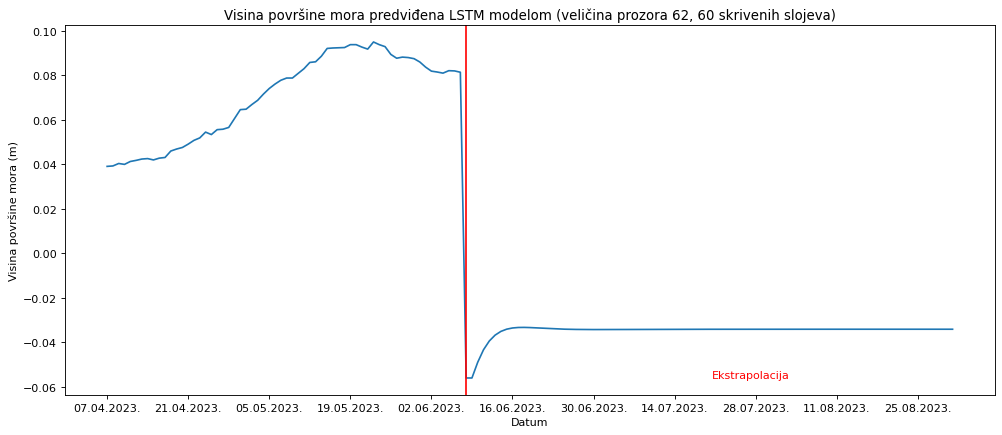 Visina površine mora predviđena LSTM modelom (veličina prozora 62, 60 skrivenih slojeva)
Visina površine mora (m)
0.10
0.08
0.06
0.04
0.02
0.00
−0.02
−0.04
−0.06
Ekstrapolacija
07.04.2023. 21.04.2023. 05.05.2023. 19.05.2023. 02.06.2023. 16.06.2023. 30.06.2023. 14.07.2023. 28.07.2023. 11.08.2023. 25.08.2023.
Datum